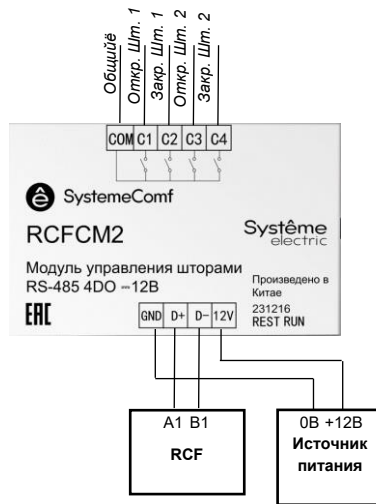 Общийё
Откр. Шт. 1
Закр. Шт. 1
Откр. Шт. 2
Закр. Шт. 2
COM C1 C2 C3 C4
ê SystemeComf
RCFCM2
Systême
electric
Модуль управления шторами
RS-485 4DO ⎓12В
Произведено в
Китае
EAC
231216
REST RUN
GND D+ D− 12V
A1 B1
RCF
0В +12В
Источник
питания